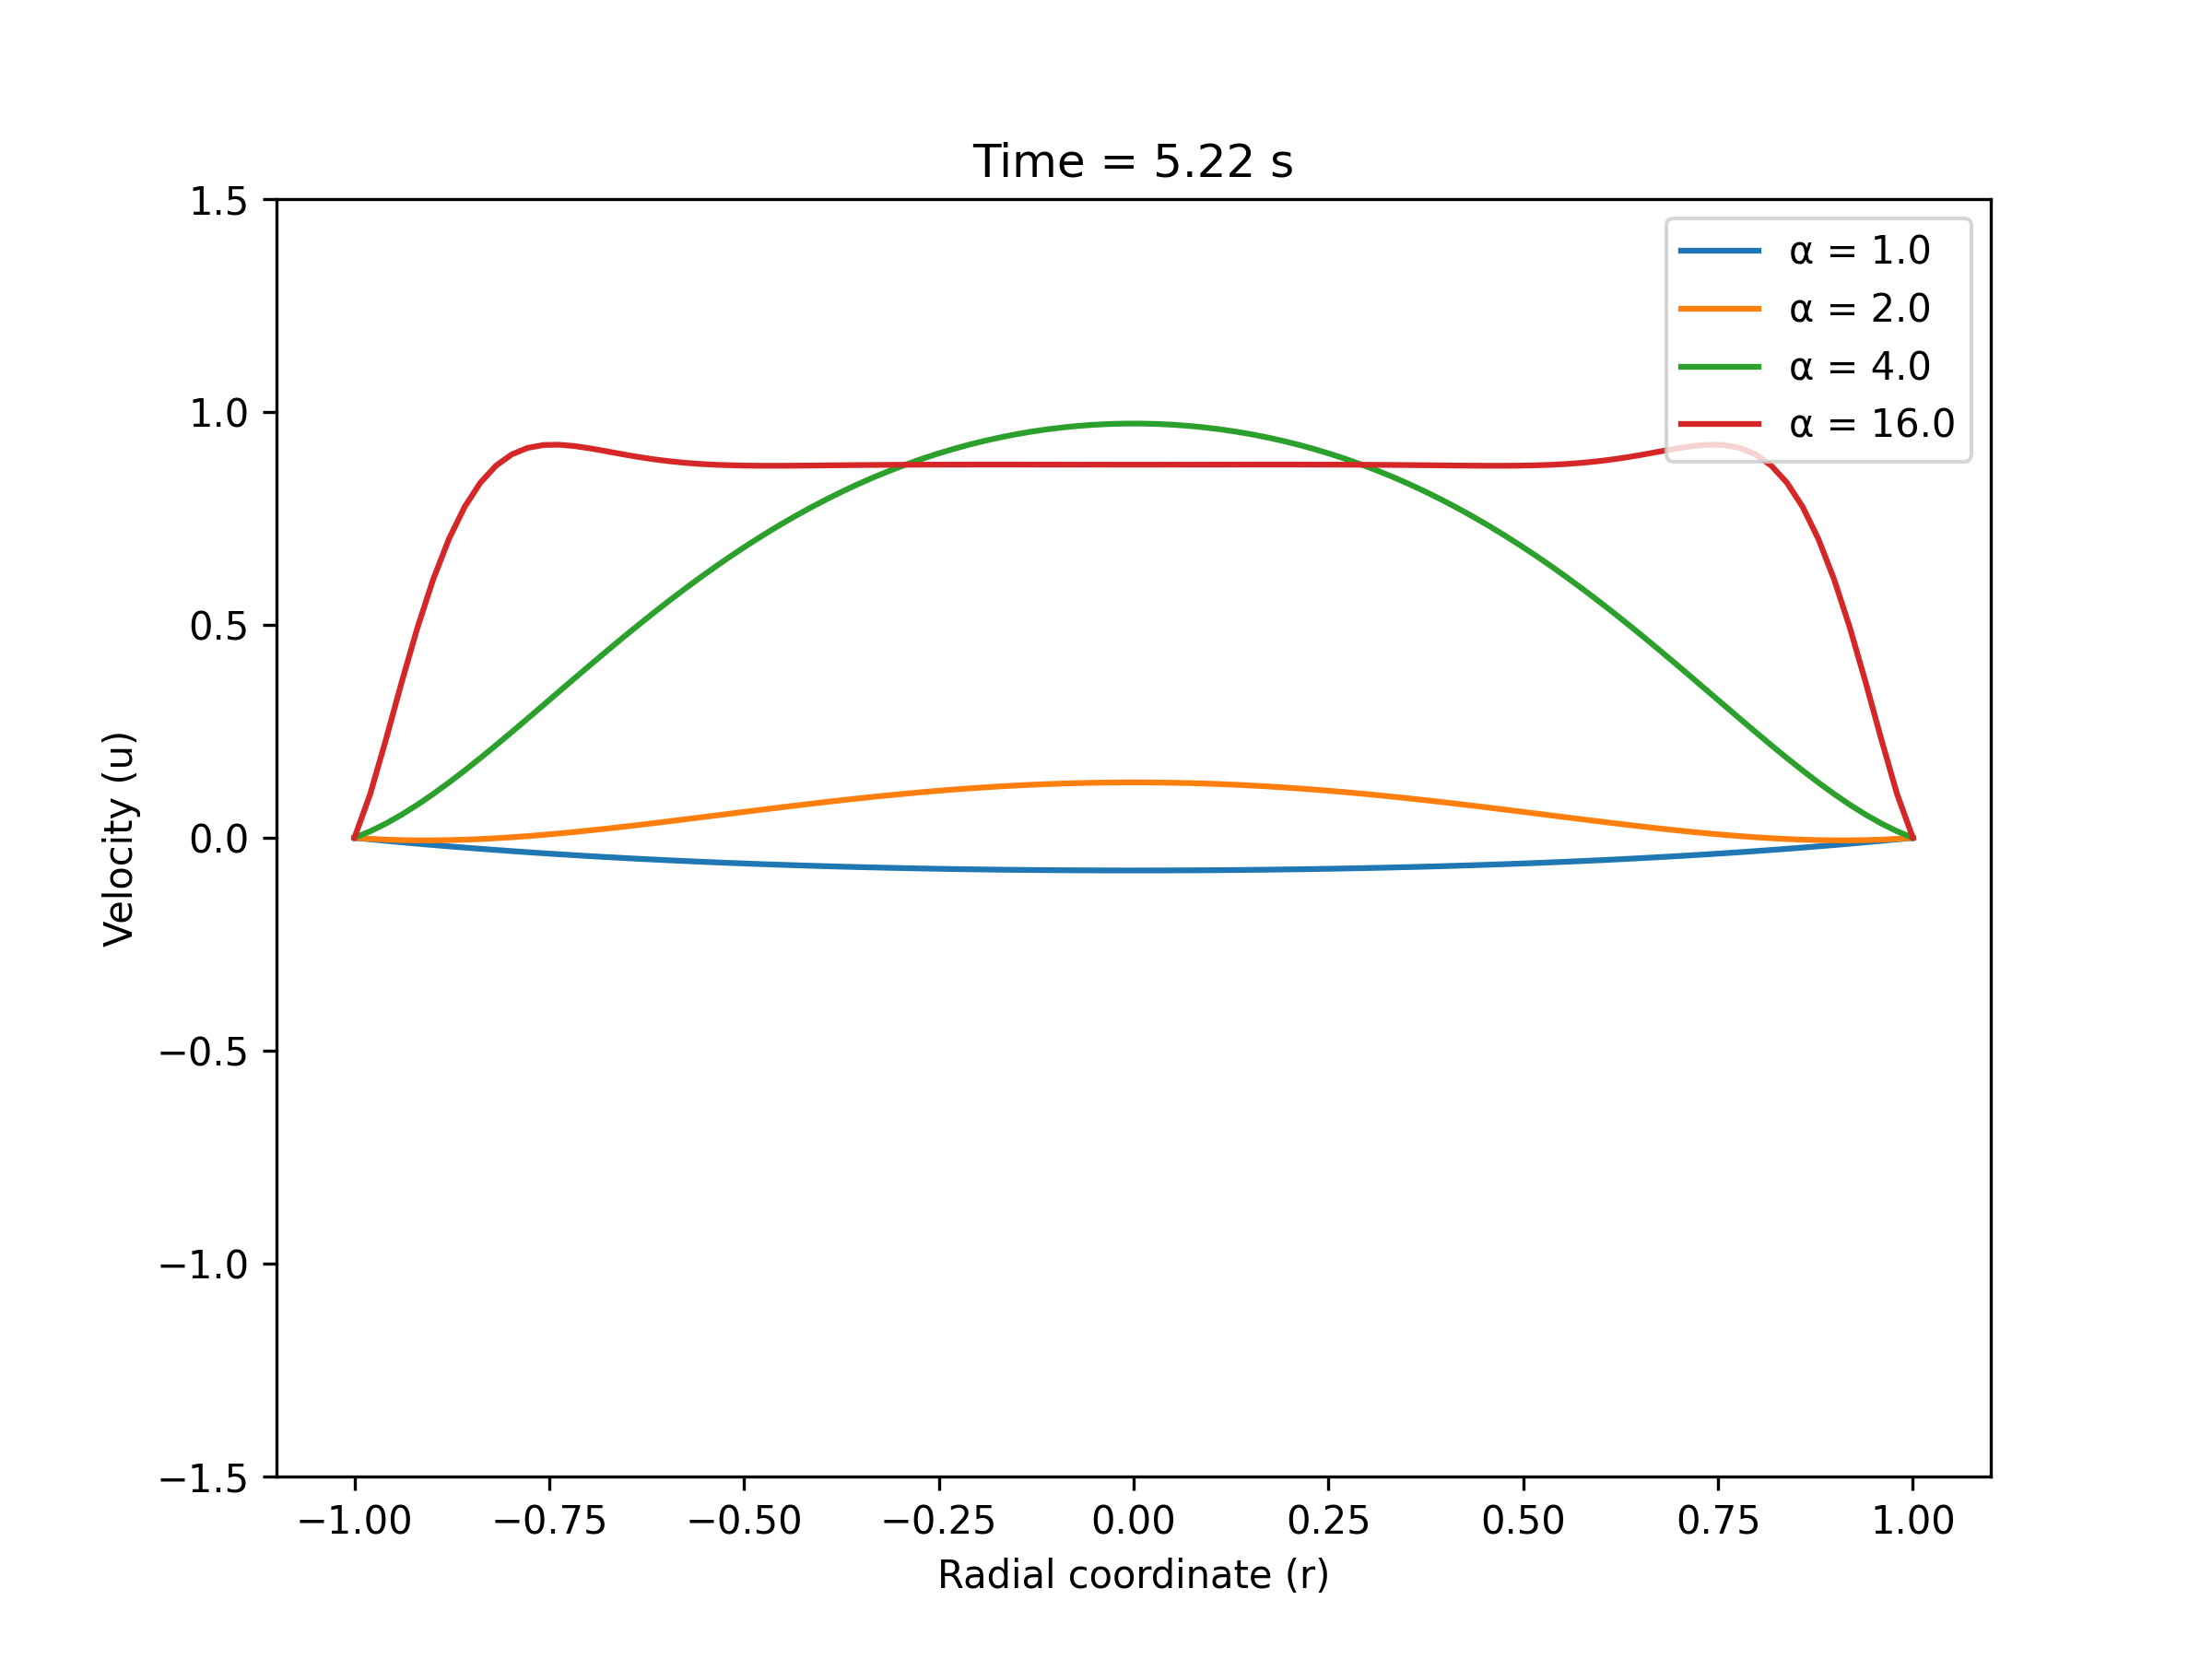 Time = 5.22 s
1.5
1.0
0.5
0.0
−0.5
−1.0
−1.5
Velocity (u)
α = 1.0
α = 2.0
α = 4.0
α = 16.0
−1.00 −0.75 −0.50 −0.25 0.00 0.25 0.50 0.75 1.00
Radial coordinate (r)